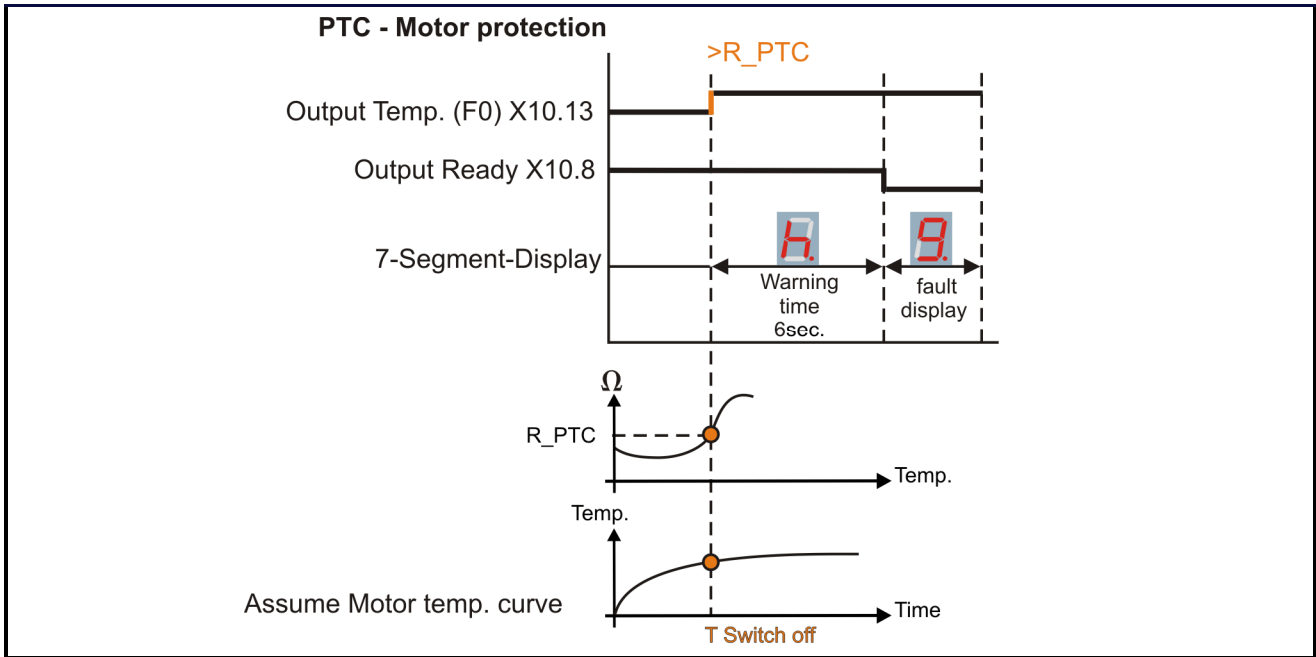 PTC - Motor protection
>R_PTC
Output Temp. (F0) X10.13
Output Ready X10.8
h.
9.
7-Segment-Display
Warning
time
6sec.
fault
display
Ω
R_PTC
Temp.
Temp.
Assume Motor temp. curve
Time
T Switch off